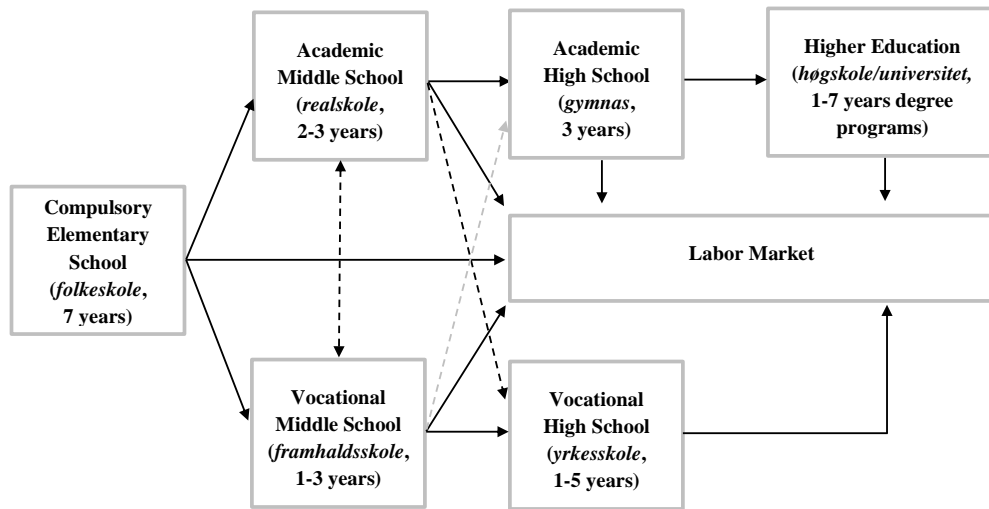 Academic
Middle School
(realskole,
2-3 years)
Academic
High School
(gymnas,
3 years)
Higher Education
(høgskole/universitet,
1-7 years degree
programs)
Compulsory
Elementary
School
(folkeskole,
7 years)
Labor Market
Vocational
Middle School
(framhaldsskole,
1-3 years)
Vocational
High School
(yrkesskole,
1-5 years)